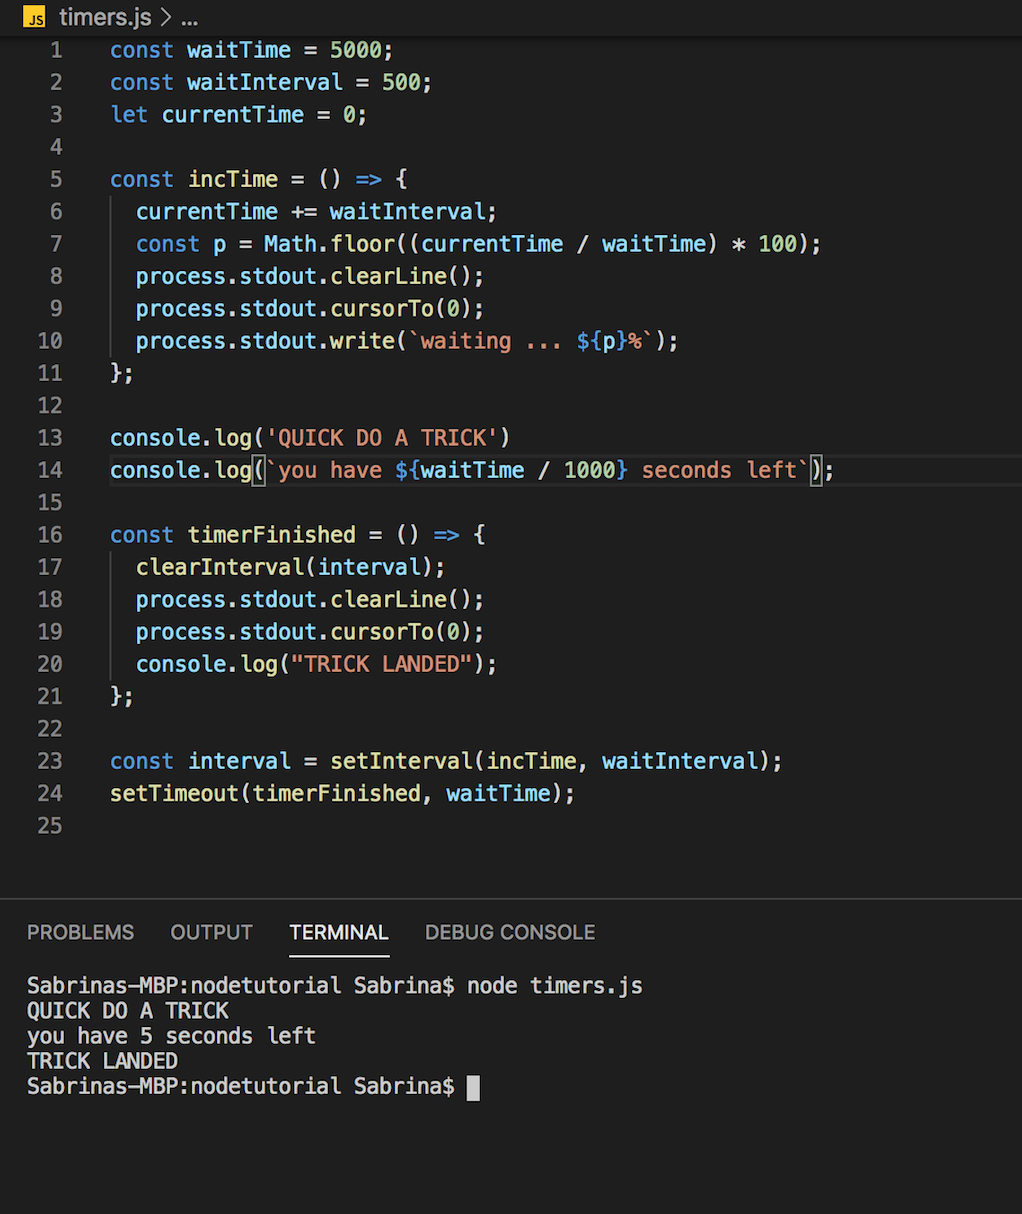 JS timers.js > ...
1 const waitTime = 5000;
2 const waitInterval = 500;
3 let currentTime = 0;
4
5 const incTime = () => {
6   currentTime += waitInterval;
7   const p = Math.floor((currentTime / waitTime) * 100);
8   process.stdout.clearLine();
9   process.stdout.cursorTo(0);
10   process.stdout.write(`waiting ... ${p}%`);
11 };
12
13 console.log('QUICK DO A TRICK')
14 console.log(`you have ${waitTime / 1000} seconds left`);
15
16 const timerFinished = () => {
17   clearInterval(interval);
18   process.stdout.clearLine();
19   process.stdout.cursorTo(0);
20   console.log("TRICK LANDED");
21 };
22
23 const interval = setInterval(incTime, waitInterval);
24 setTimeout(timerFinished, waitTime);
25
PROBLEMS OUTPUT TERMINAL DEBUG CONSOLE
Sabrinas-MBP:nodetutorial Sabrina$ node timers.js
QUICK DO A TRICK
you have 5 seconds left
TRICK LANDED
Sabrinas-MBP:nodetutorial Sabrina$